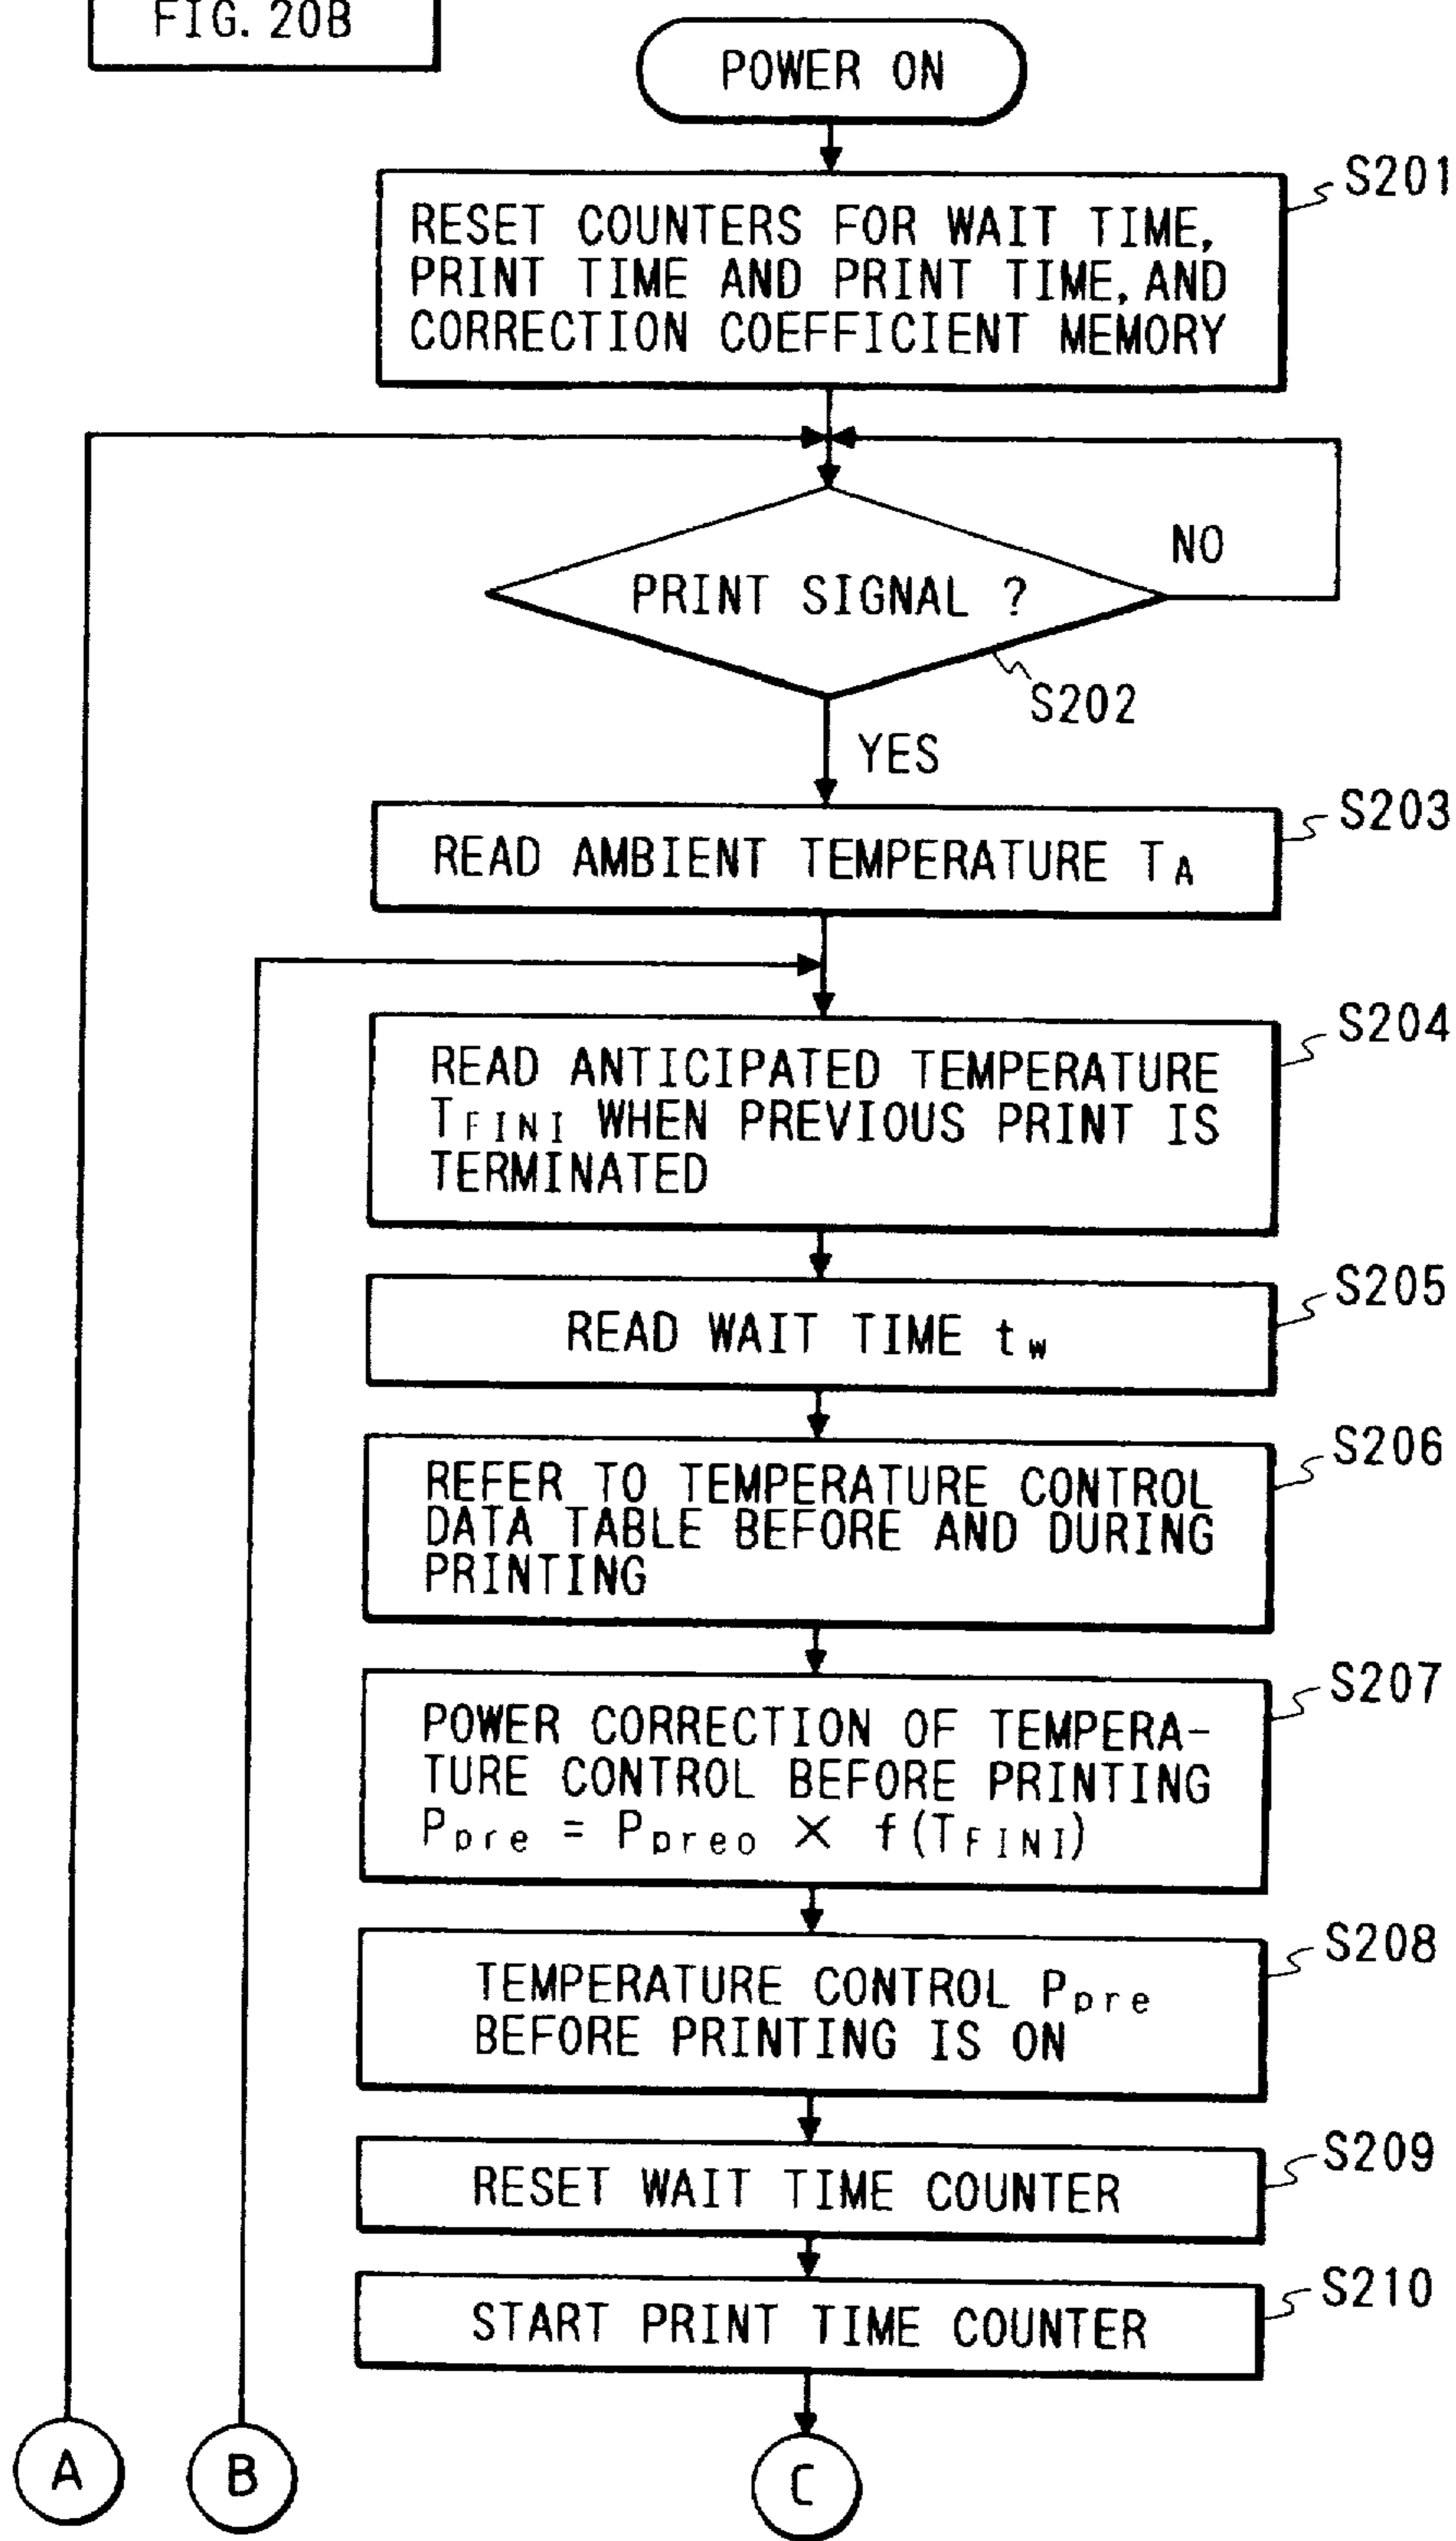 FIG. 20B
POWER ON
S201
RESET COUNTERS FOR WAIT TIME,
PRINT TIME AND PRINT TIME, AND
CORRECTION COEFFICIENT MEMORY
NO
PRINT SIGNAL ?
S202
YES
S203
READ AMBIENT TEMPERATURE TA
S204
READ ANTICIPATED TEMPERATURE
TFINI WHEN PREVIOUS PRINT IS
TERMINATED
S205
READ WAIT TIME tw
S206
REFER TO TEMPERATURE CONTROL
DATA TABLE BEFORE AND DURING
PRINTING
S207
POWER CORRECTION OF TEMPERA-
TURE CONTROL BEFORE PRINTING
Ppre = Ppreo × f(TFINI)
S208
TEMPERATURE CONTROL Ppre
BEFORE PRINTING IS ON
S209
RESET WAIT TIME COUNTER
S210
START PRINT TIME COUNTER
A
B
C